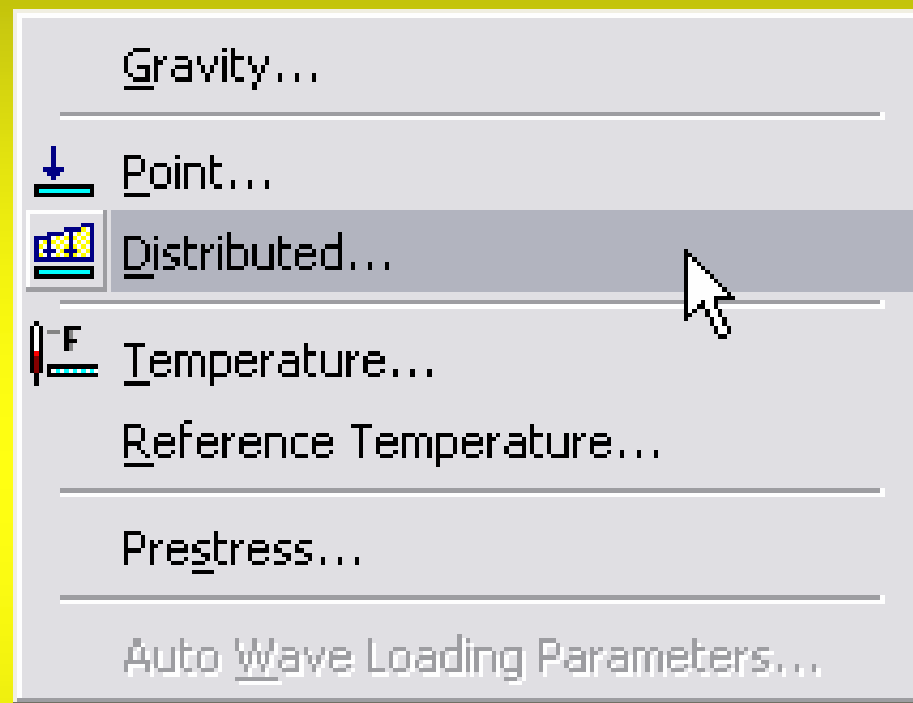 Gravity...
Point...
Distributed...
F
Temperature...
Reference Temperature...
Prestress...
Auto Wave Loading Parameters...